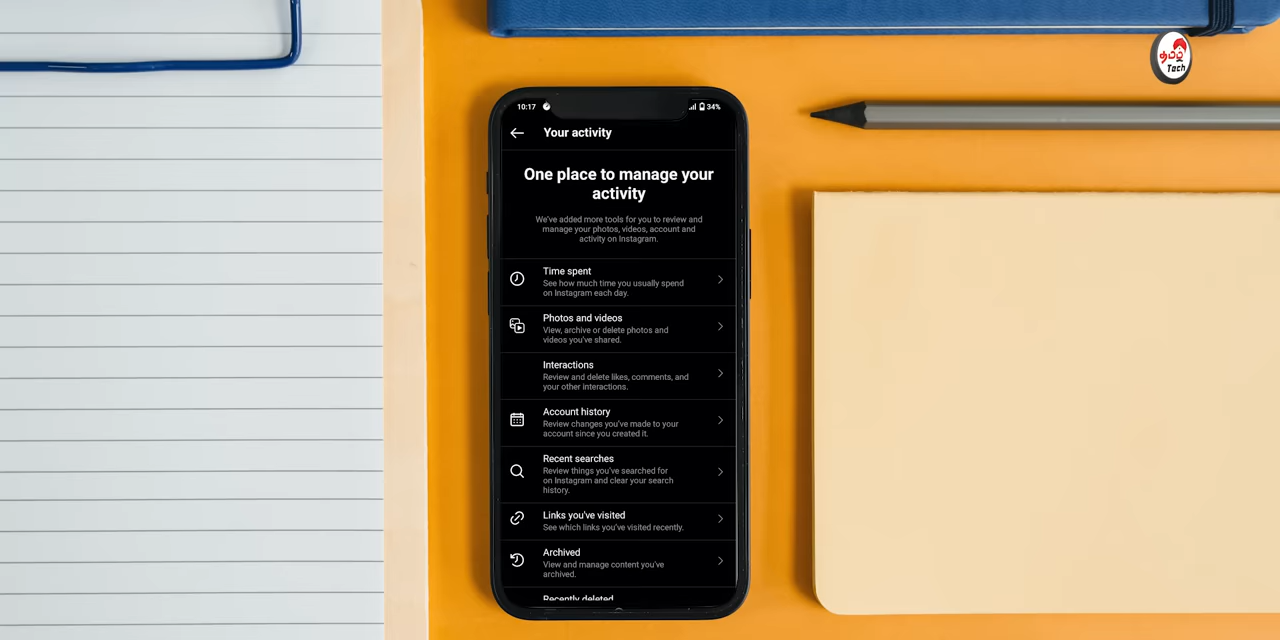 தமிழ்
Tech
10:17
34%
Your activity
One place to manage your
activity
We've added more tools for you to review and
manage your photos, videos, account and
activity on Instagram.
Time spent
See how much time you usually spend
on Instagram each day.
Photos and videos
View, archive or delete photos and
videos you've shared.
Interactions
Review and delete likes, comments, and
your other interactions.
Account history
Review changes you've made to your
account since you created it.
Recent searches
Review things you've searched for
on Instagram and clear your search
history.
Links you've visited
See which links you've visited recently.
Archived
View and manage content you've
archived.
Recently deleted